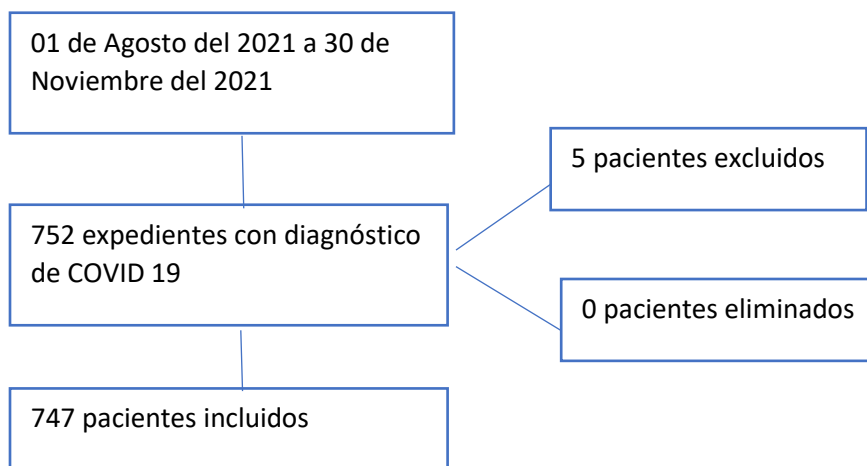 01 de Agosto del 2021 a 30 de
Noviembre del 2021
5 pacientes excluidos
752 expedientes con diagnóstico
de COVID 19
0 pacientes eliminados
747 pacientes incluidos